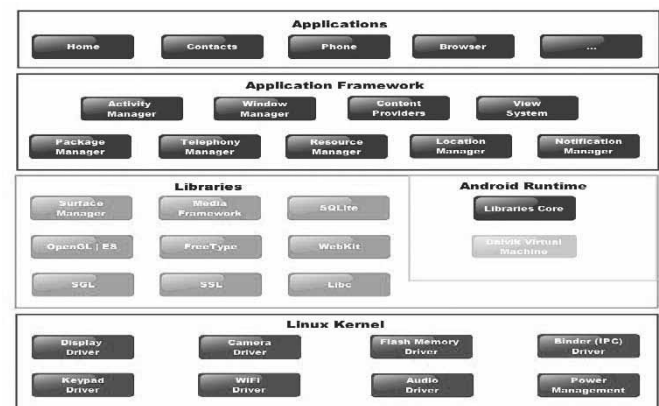 Applications
Home
Contacts
Phone
Browser
...
Application Framework
Activity
Manager
Window
Manager
Content
Providers
View
System
Package
Manager
Telephony
Manager
Resource
Manager
Location
Manager
Notification
Manager
Libraries
Surface
Manager
Media
Framework
SQLite
OpenGL | ES
FreeType
WebKit
SGL
SSL
Libc
Android Runtime
Libraries Core
Dalvik Virtual
Machine
Linux Kernel
Display
Driver
Camera
Driver
Flash Memory
Driver
Binder (IPC)
Driver
Keypad
Driver
WiFi
Driver
Audio
Driver
Power
Management